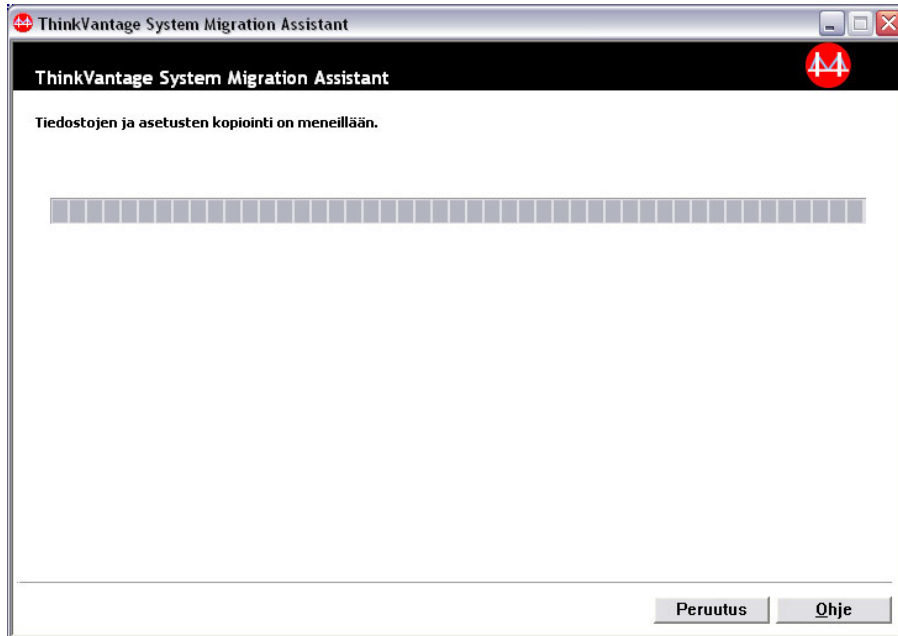 ThinkVantage System Migration Assistant
ThinkVantage System Migration Assistant
Tiedostojen ja asetusten kopiointi on meneillään.
Peruutus
Ohje